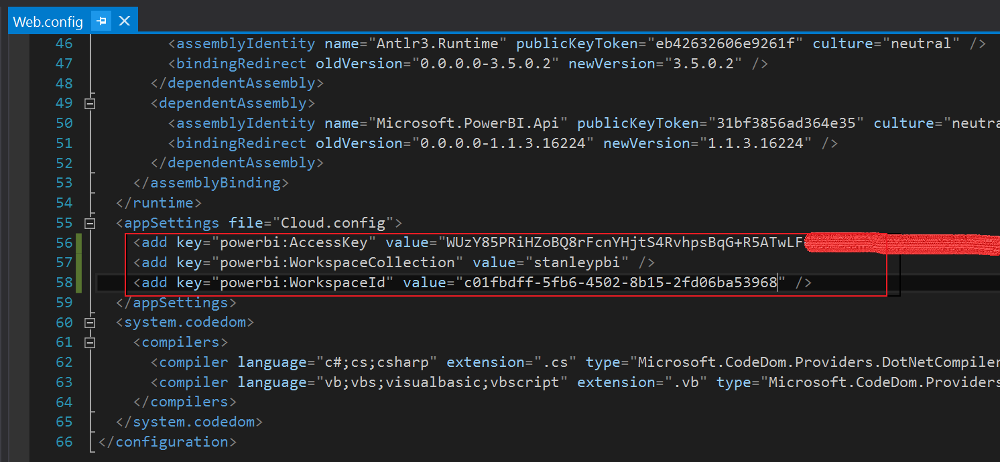 Web.config
46 <assemblyIdentity name="Antlr3.Runtime" publicKeyToken="eb42632606e9261f" culture="neutral" />
47 <bindingRedirect oldVersion="0.0.0.0-3.5.0.2" newVersion="3.5.0.2" />
48 </dependentAssembly>
49 <dependentAssembly>
50 <assemblyIdentity name="Microsoft.PowerBI.Api" publicKeyToken="31bf3856ad364e35" culture="neutra
51 <bindingRedirect oldVersion="0.0.0.0-1.1.3.16224" newVersion="1.1.3.16224" />
52 </dependentAssembly>
53 </assemblyBinding>
54 </runtime>
55 <appSettings file="Cloud.config">
56 <add key="powerbi:AccessKey" value="WUzY85PRiHZoBQ8rFcnYHjtS4RvhpsBqG+R5ATwLF
57 <add key="powerbi:WorkspaceCollection" value="stanleypbi" />
58 <add key="powerbi:WorkspaceId" value="c01fbdff-5fb6-4502-8b15-2fd06ba53968" />
59 </appSettings>
60 <system.codedom>
61 <compilers>
62 <compiler language="c#;cs;csharp" extension=".cs" type="Microsoft.CodeDom.Providers.DotNetCompiler
63 <compiler language="vb;vbs;visualbasic;vbscript" extension=".vb" type="Microsoft.CodeDom.Providers
64 </compilers>
65 </system.codedom>
66 </configuration>